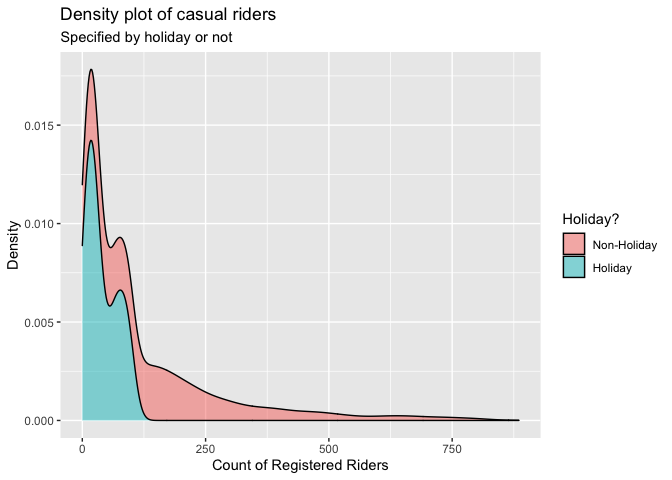 Density plot of casual riders
Specified by holiday or not
0.015
0.010
0.005
0.000
Density
0 250 500 750
Count of Registered Riders
Holiday?
Non-Holiday
Holiday